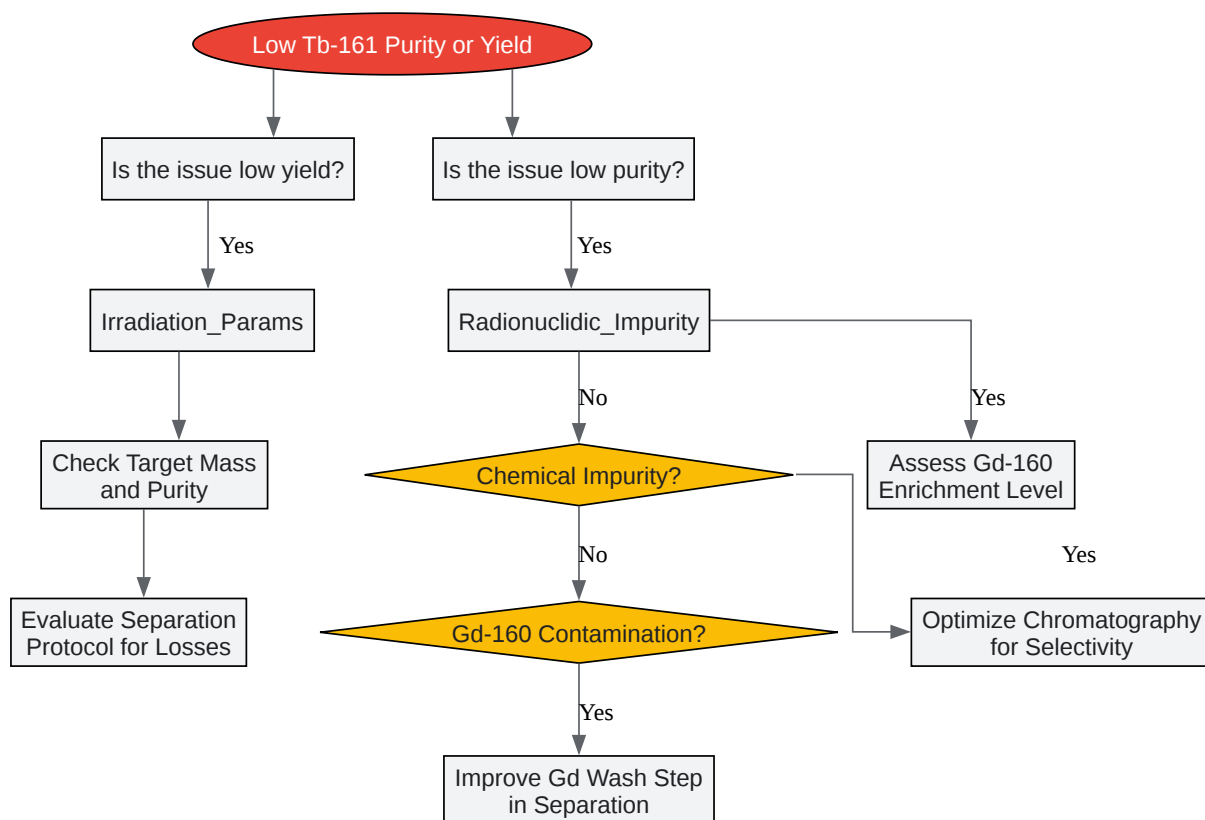 Low Tb-161 Purity or Yield
Is the issue low yield?
Is the issue low purity?
Yes
Yes
Irradiation_Params
Radionuclidic_Impurity
No
Yes
Check Target Mass
and Purity
Chemical Impurity?
Assess Gd-160
Enrichment Level
No
Yes
Evaluate Separation
Protocol for Losses
Gd-160 Contamination?
Optimize Chromatography
for Selectivity
Yes
Improve Gd Wash Step
in Separation